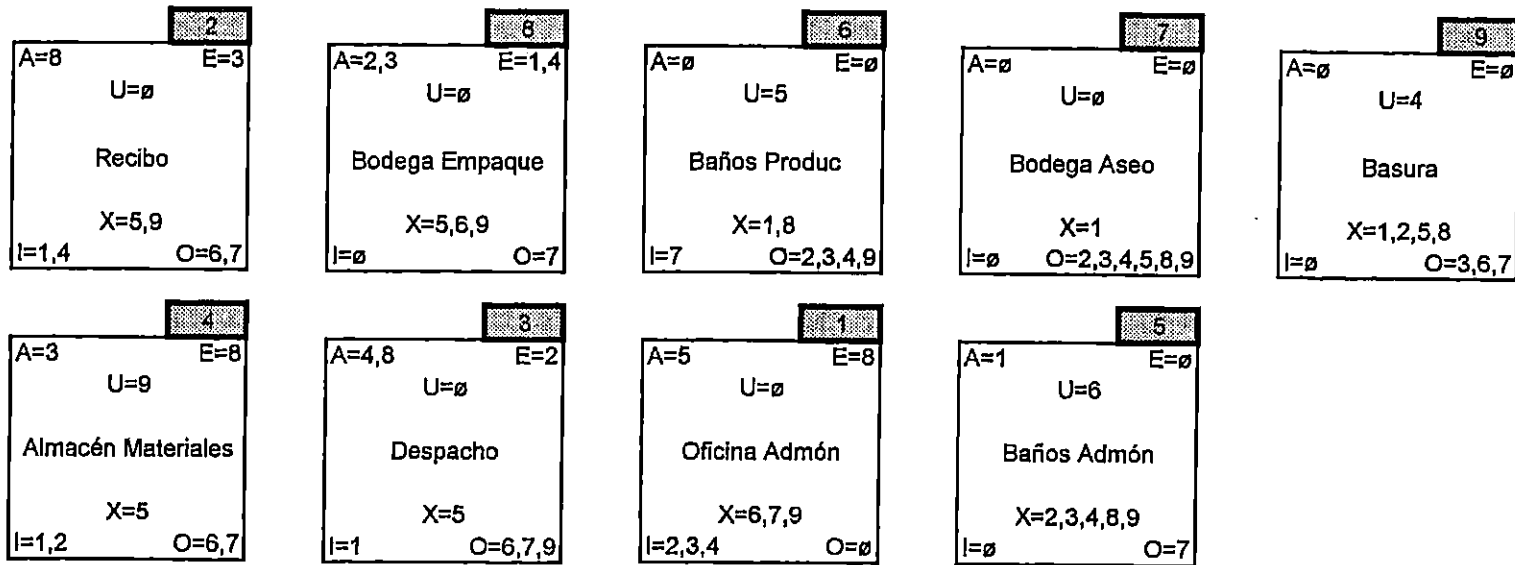 2
A=8 E=3
U=ø
Recibo
X=5,9
I=1,4 O=6,7
8
A=2,3 E=1,4
U=ø
Bodega Empaque
X=5,6,9
I=ø O=7
6
A=ø E=ø
U=5
Baños Produc
X=1,8
I=7 O=2,3,4,9
7
A=ø E=ø
U=ø
Bodega Aseo
X=1
I=ø O=2,3,4,5,8,9
9
A=ø E=ø
U=4
Basura
X=1,2,5,8
I=ø O=3,6,7
4
A=3 E=8
U=9
Almacén Materiales
X=5
I=1,2 O=6,7
3
A=4,8 E=2
U=ø
Despacho
X=5
I=1 O=6,7,9
1
A=5 E=8
U=ø
Oficina Admón
X=6,7,9
I=2,3,4 O=ø
5
A=1 E=ø
U=6
Baños Admón
X=2,3,4,8,9
I=ø O=7